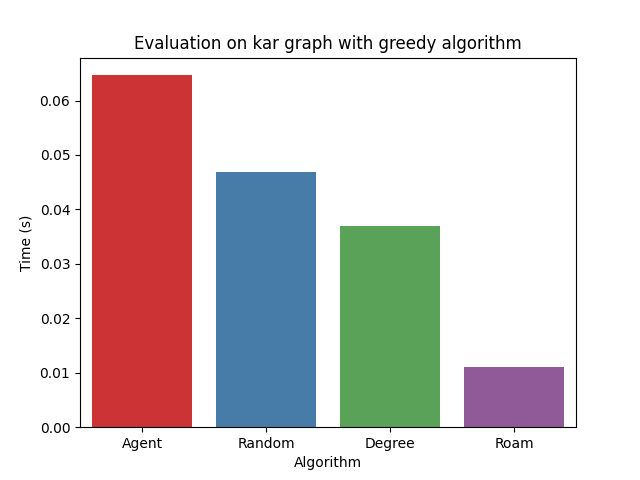 Evaluation on kar graph with greedy algorithm
0.06
0.05
0.04
0.03
0.02
0.01
0.00
Time (s)
Agent Random Degree Roam
Algorithm